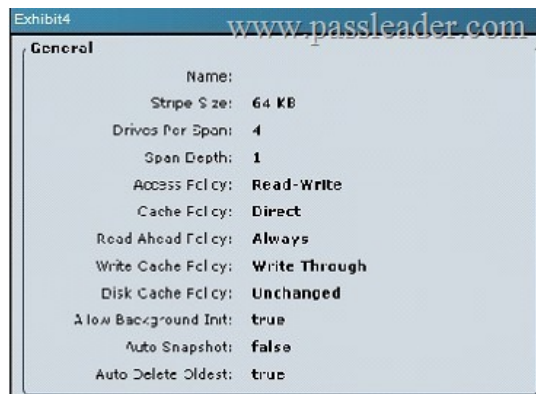 Exhibit4
www.passleader.com
General
Name:
Stripe Size: 64 KB
Drives Per Span: 4
Span Depth: 1
Access Policy: Read-Write
Cache Policy: Direct
Read Ahead Policy: Always
Write Cache Policy: Write Through
Disk Cache Policy: Unchanged
Allow Background Init: true
Auto Snapshot: false
Auto Delete Oldest: true